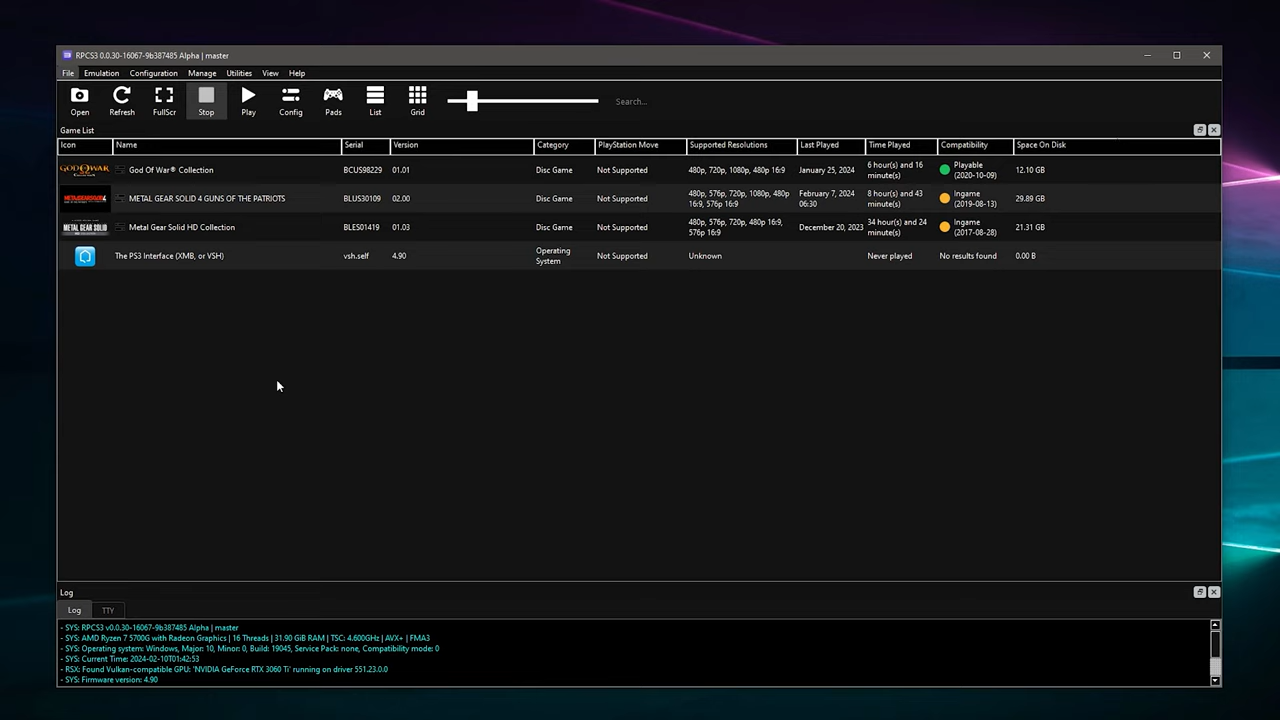 RPCS3 0.0.30-16067-9b387485 Alpha | master
File Emulation Configuration Manage Utilities View Help
Open Refresh FullScr Stop Play Config Pads List Grid Search...
Game List
Icon Name Serial Version Category PlayStation Move Supported Resolutions Last Played Time Played Compatibility Space On Disk
GOD OF WAR God Of War® Collection BCUS98229 01.01 Disc Game Not Supported 480p, 720p, 1080p, 480p 16:9 January 25, 2024 6 hour(s) and 16 minute(s) Playable (2020-10-09) 12.10 GB
METAL GEAR SOLID 4 METAL GEAR SOLID 4 GUNS OF THE PATRIOTS BLUS30109 02.00 Disc Game Not Supported 480p, 576p, 720p, 1080p, 480p 16:9, 576p 16:9 February 7, 2024 06:30 8 hour(s) and 43 minute(s) Ingame (2019-08-13) 29.89 GB
METAL GEAR SOLID Metal Gear Solid HD Collection BLES01419 01.03 Disc Game Not Supported 480p, 576p, 720p, 480p 16:9, 576p 16:9 December 20, 2023 34 hour(s) and 24 minute(s) Ingame (2017-08-28) 21.31 GB
The PS3 Interface (XMB, or VSH) vsh.self 4.90 Operating System Not Supported Unknown Never played No results found 0.00 B
Log
Log TTY
- SYS: RPCS3 v0.0.30-16067-9b387485 Alpha | master
- SYS: AMD Ryzen 7 5700G with Radeon Graphics | 16 Threads | 31.90 GiB RAM | TSC: 4.600GHz | AVX+ | FMA3
- SYS: Operating system: Windows, Major: 10, Minor: 0, Build: 19045, Service Pack: none, Compatibility mode: 0
- SYS: Current Time: 2024-02-10T01:42:53
- RSX: Found Vulkan-compatible GPU: 'NVIDIA GeForce RTX 3060 Ti' running on driver 551.23.0.0
- SYS: Firmware version: 4.90